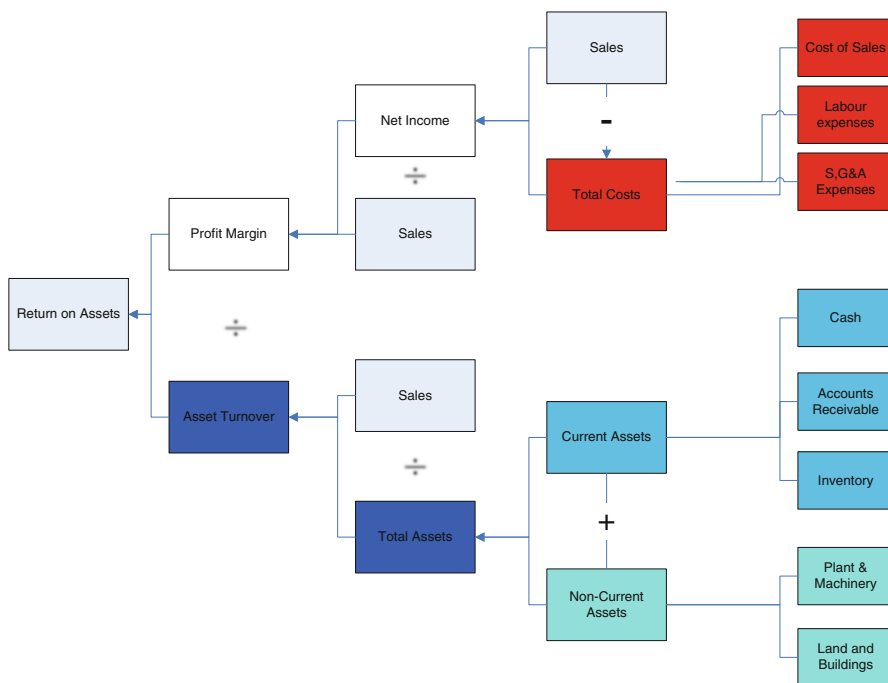 Sales
Cost of Sales
Labour
expenses
Net Income
-
÷
S,G&A
Expenses
Total Costs
Profit Margin
Sales
Return on Assets
÷
Cash
Asset Turnover
Sales
÷
Current Assets
Accounts
Receivable
Inventory
+
Total Assets
Plant &
Machinery
Non-Current
Assets
Land and
Buildings